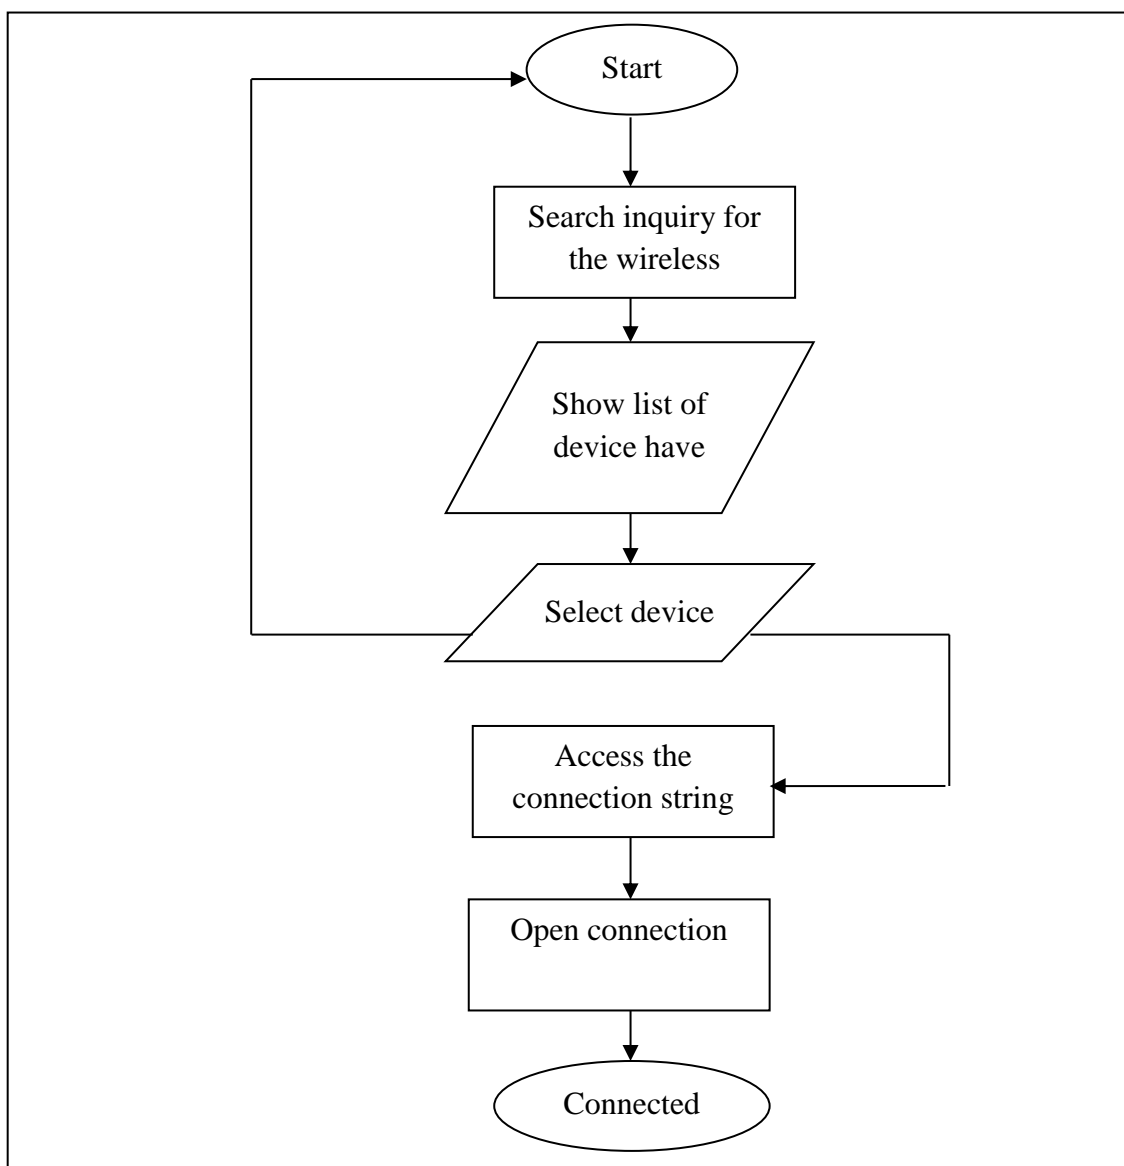 Start
Search inquiry for
the wireless
Show list of
device have
Select device
Access the
connection string
Open connection
Connected